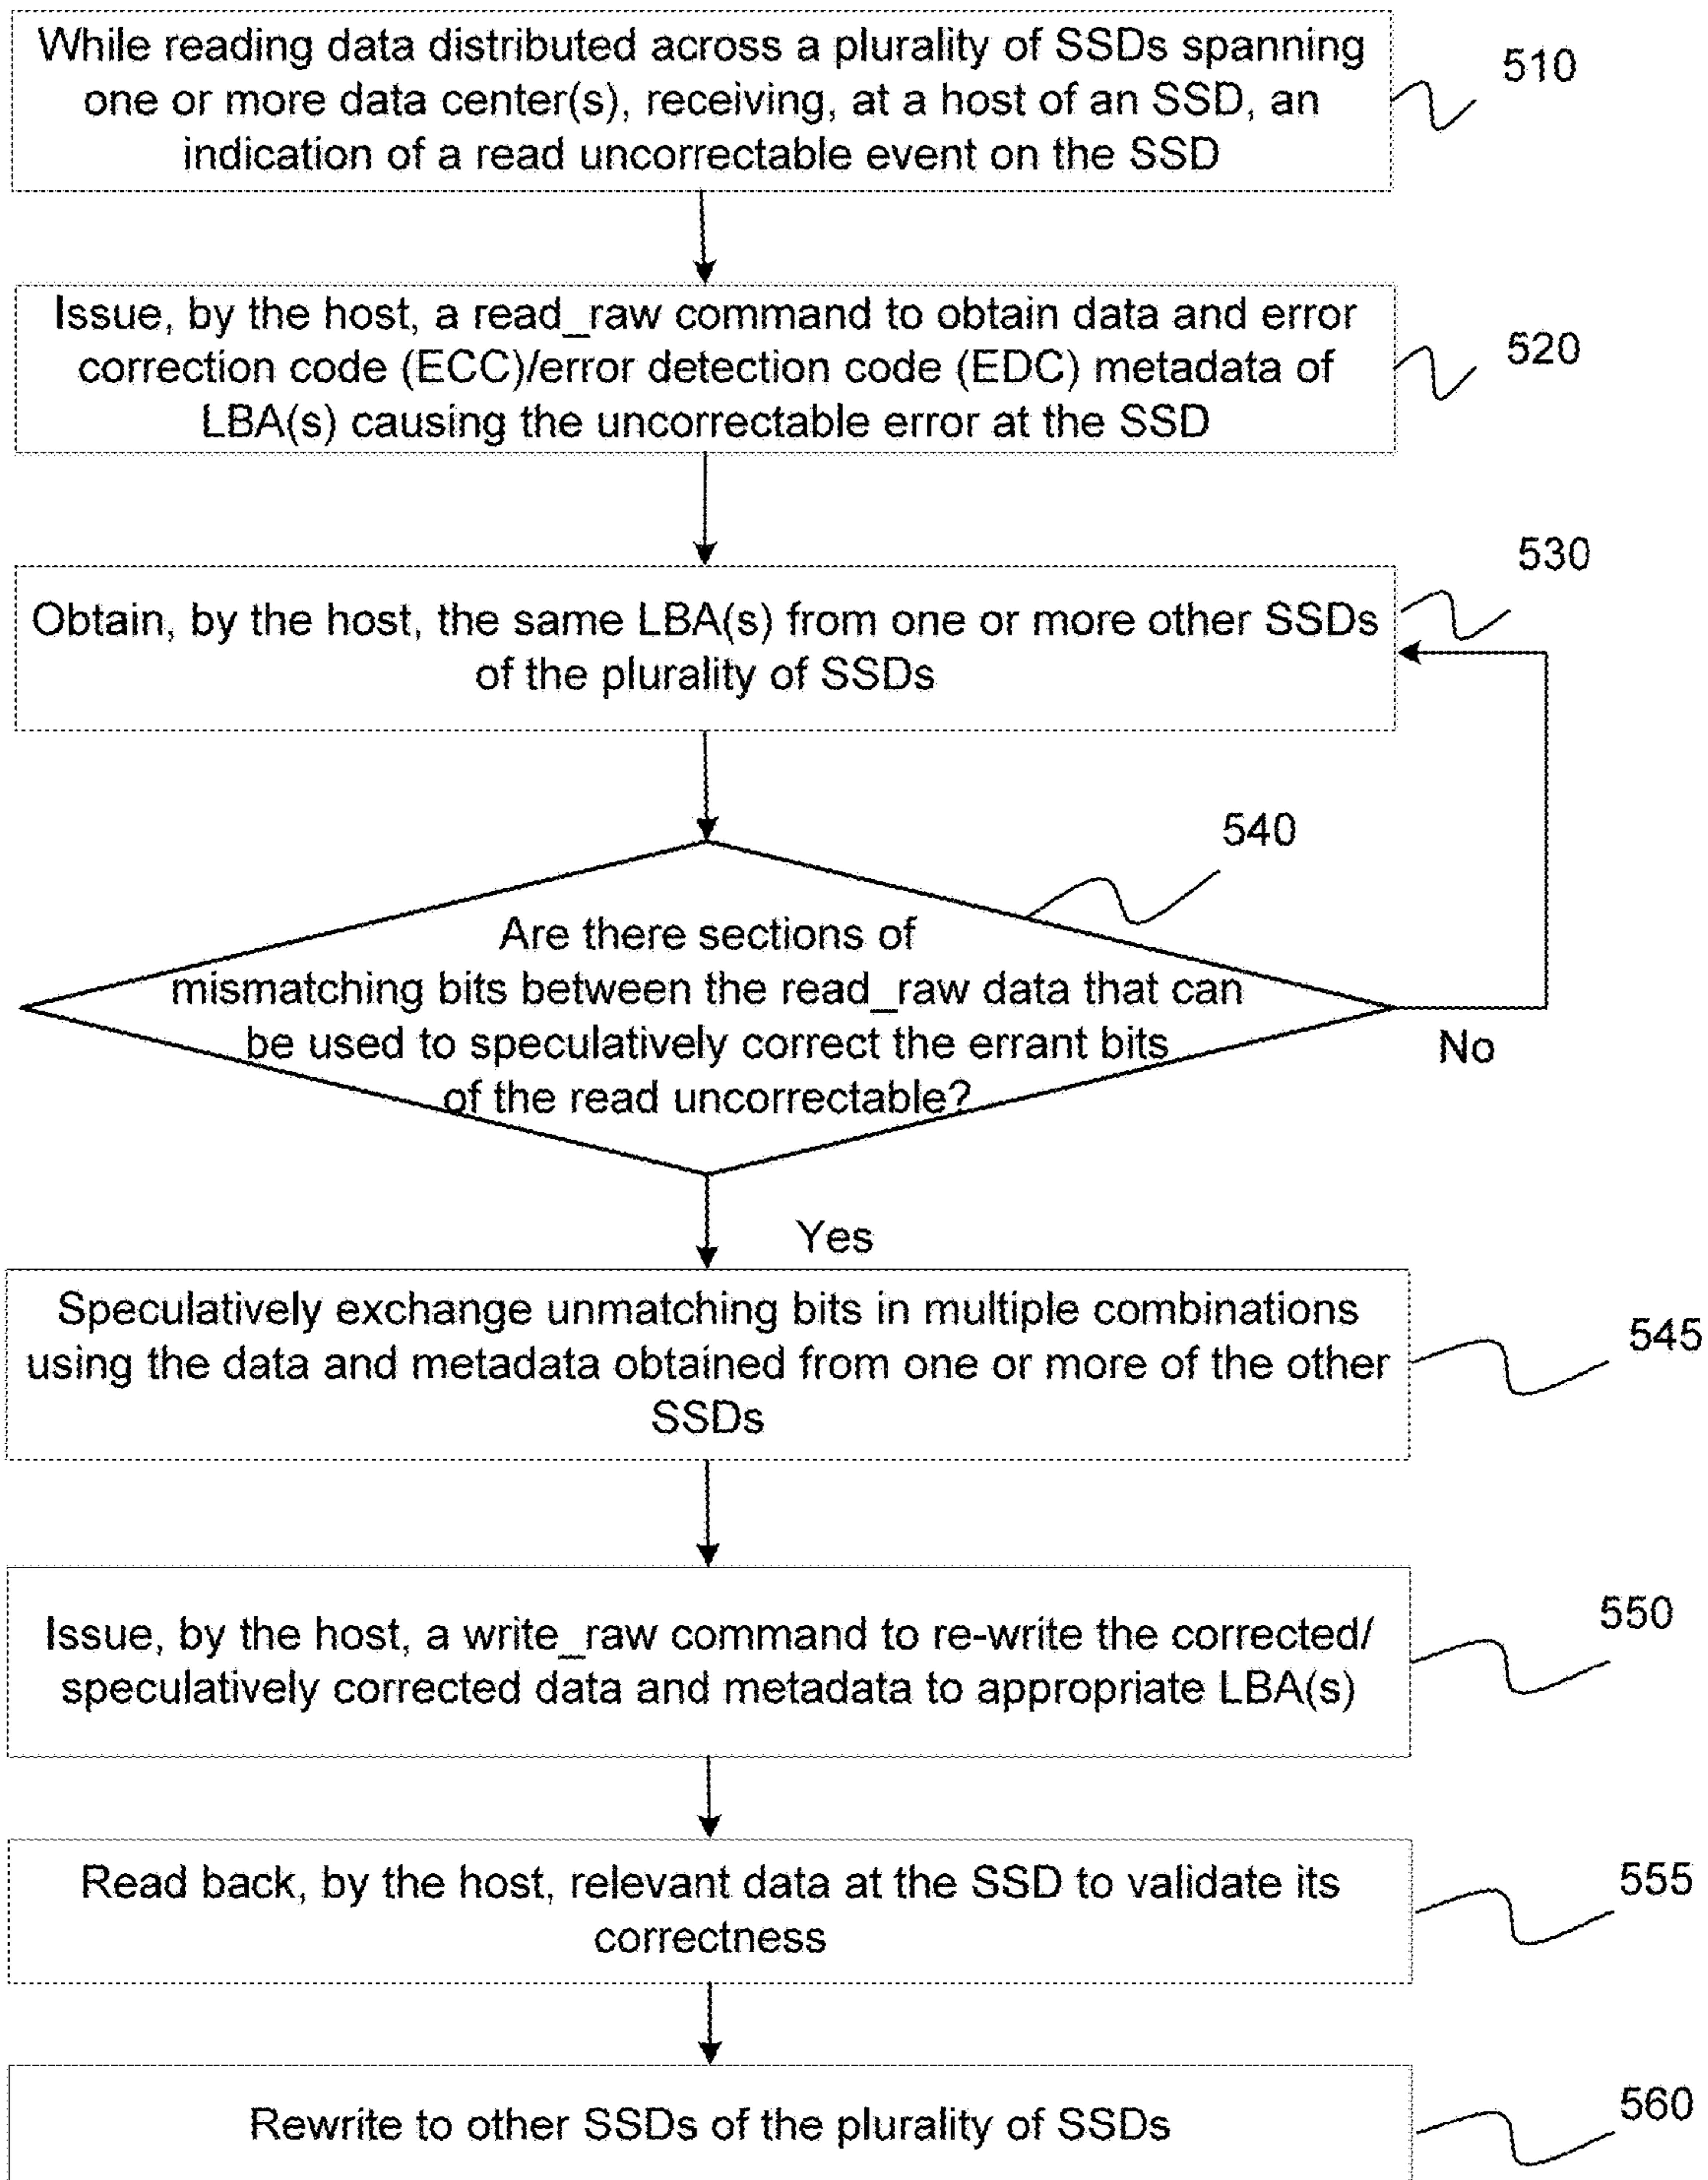 While reading data distributed across a plurality of SSDs spanning
one or more data center(s), receiving, at a host of an SSD, an
indication of a read uncorrectable event on the SSD
510
Issue, by the host, a read_raw command to obtain data and error
correction code (ECC)/error detection code (EDC) metadata of
LBA(s) causing the uncorrectable error at the SSD
520
530
Obtain, by the host, the same LBA(s) from one or more other SSDs
of the plurality of SSDs
540
Are there sections of
mismatching bits between the read_raw data that can
be used to speculatively correct the errant bits
of the read uncorrectable?
No
Yes
Speculatively exchange unmatching bits in multiple combinations
using the data and metadata obtained from one or more of the other
SSDs
545
550
Issue, by the host, a write_raw command to re-write the corrected/
speculatively corrected data and metadata to appropriate LBA(s)
Read back, by the host, relevant data at the SSD to validate its
correctness
555
Rewrite to other SSDs of the plurality of SSDs
560